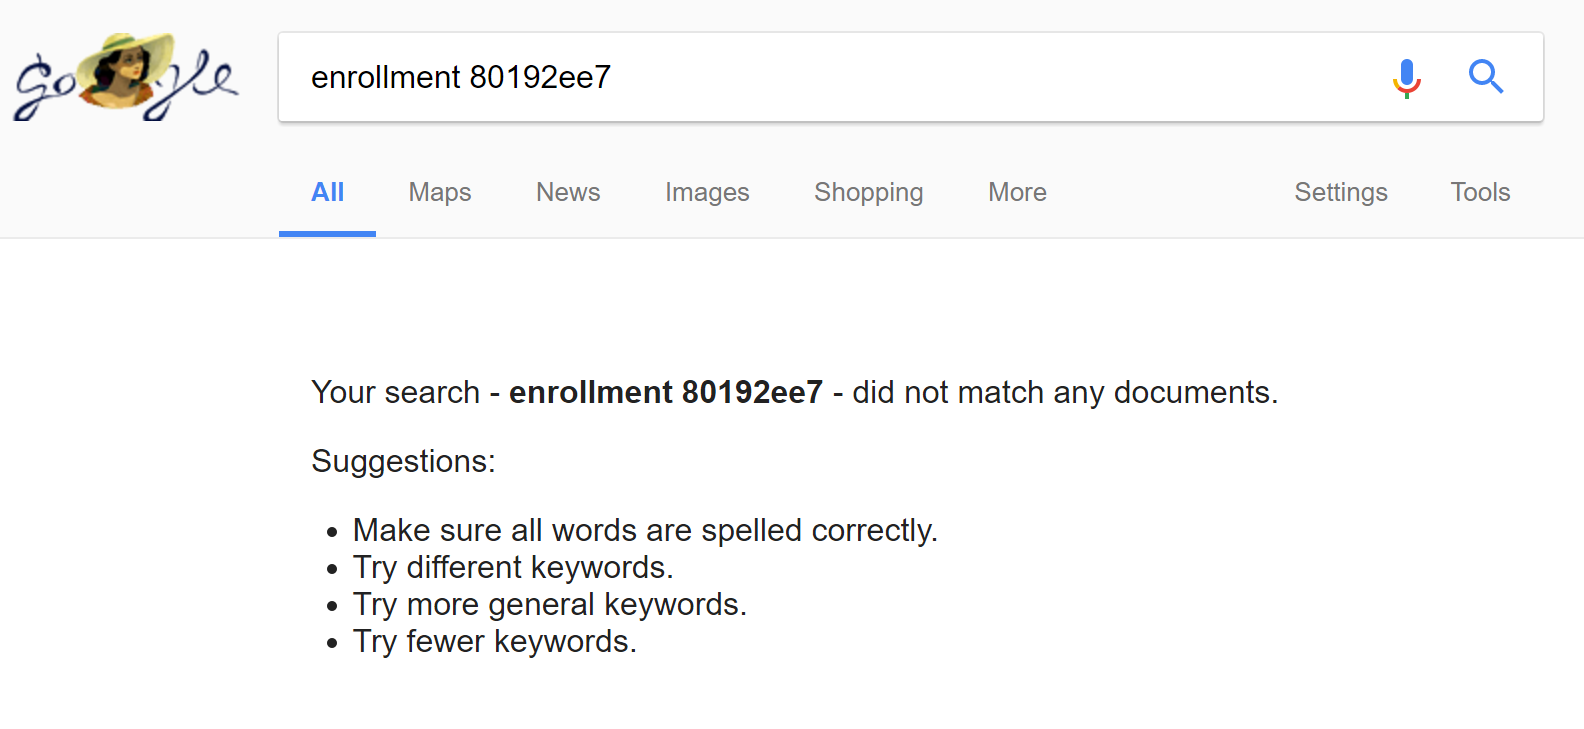 Google
enrollment 80192ee7
All Maps News Images Shopping More Settings Tools
Your search - enrollment 80192ee7 - did not match any documents.
Suggestions:
• Make sure all words are spelled correctly.
• Try different keywords.
• Try more general keywords.
• Try fewer keywords.